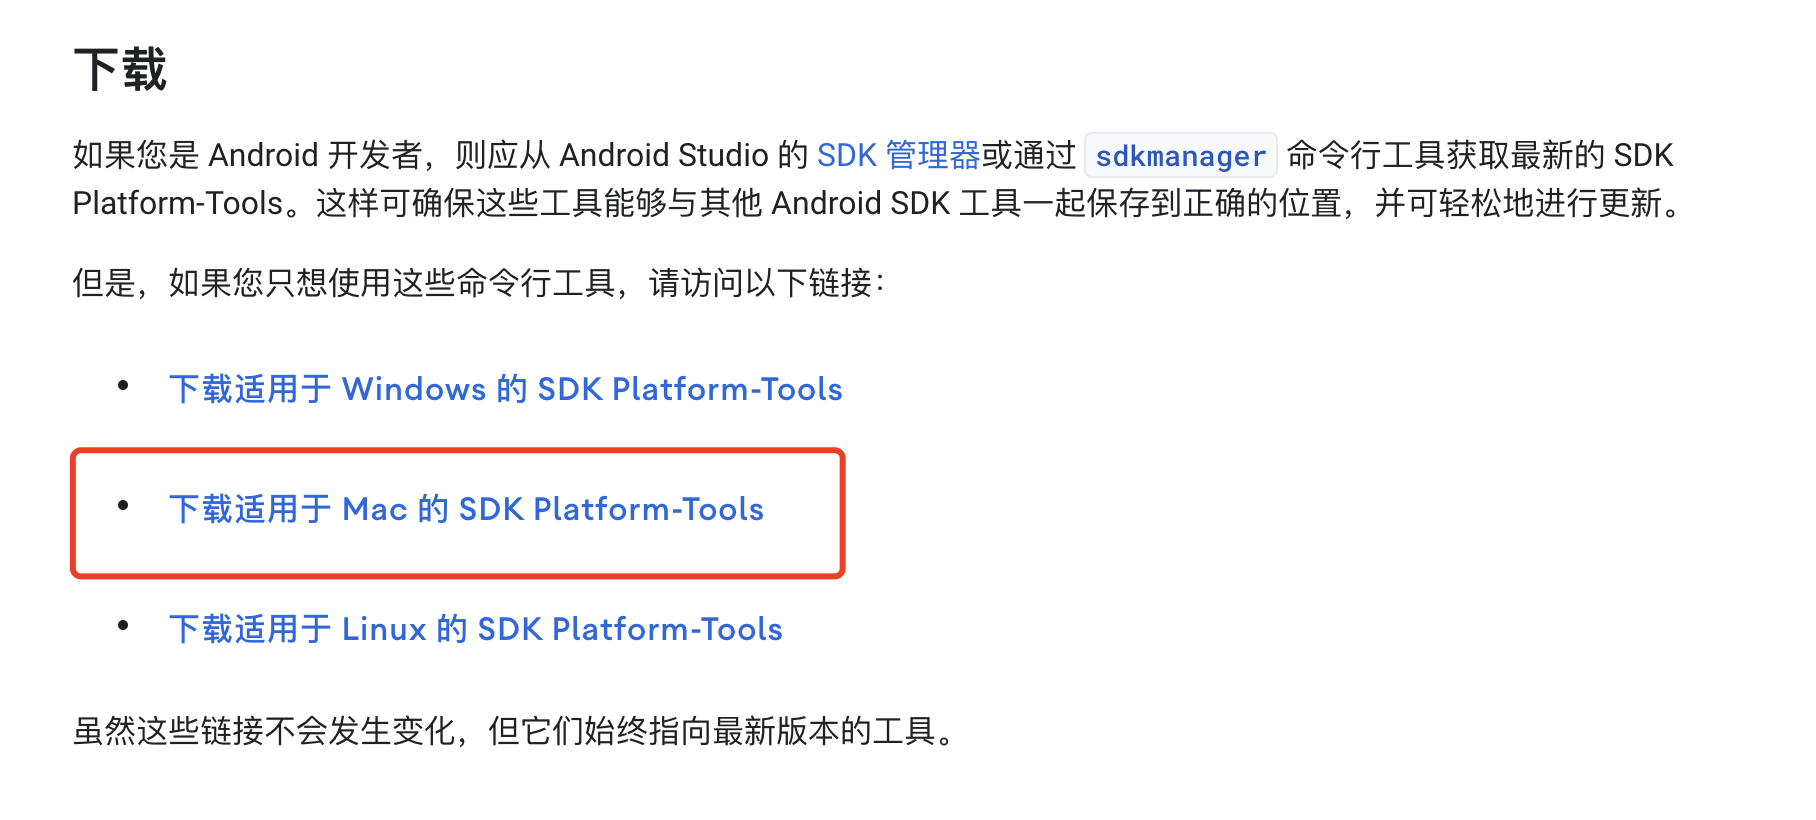 下载
如果您是 Android 开发者，则应从 Android Studio 的 SDK 管理器或通过 sdkmanager 命令行工具获取最新的 SDK
Platform-Tools。这样可确保这些工具能够与其他 Android SDK 工具一起保存到正确的位置，并可轻松地进行更新。
但是，如果您只想使用这些命令行工具，请访问以下链接：
• 下载适用于 Windows 的 SDK Platform-Tools
• 下载适用于 Mac 的 SDK Platform-Tools
• 下载适用于 Linux 的 SDK Platform-Tools
虽然这些链接不会发生变化，但它们始终指向最新版本的工具。